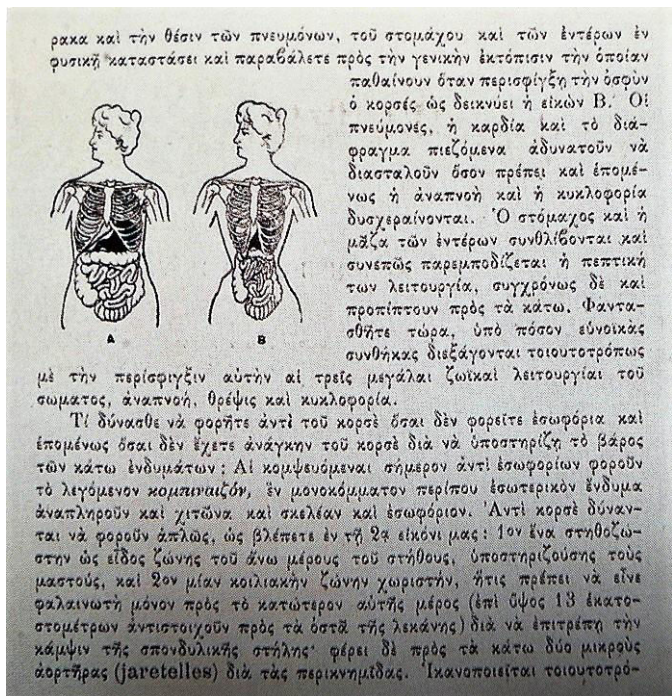 ρακα καὶ τὴν θέσιν τῶν πνευμόνων, τοῦ στομάχου καὶ τῶν ἐντέρων ἐν
φυσικῇ καταστάσει καὶ παραβάλετε πρὸς τὴν γενικὴν ἐκτόπισιν τὴν ὁποίαν
παθαίνουν ὅταν περισφίγξῃ τὴν ὀσφὺν
ὁ κορσὲς ὡς δεικνύει ἡ εἰκὼν Β. Οἱ
πνεύμονες, ἡ καρδία καὶ τὸ διά-
φραγμα πιεζόμενα ἀδυνατοῦν νὰ
διασταλοῦν ὅσον πρέπει καὶ ἑπομέ-
νως ἡ ἀναπνοὴ καὶ ἡ κυκλοφορία
δυσχεραίνονται. Ὁ στόμαχος καὶ ἡ
μᾶζα τῶν ἐντέρων συνθλίβονται καὶ
συνεπῶς παρεμποδίζεται ἡ πεπτική
των λειτουργία, συγχρόνως δὲ καὶ
προπίπτουν πρὸς τὰ κάτω. Φαντα-
σθῆτε τώρα, ὑπὸ πόσον εὐνοϊκὰς
συνθήκας διεξάγονται τοιουτοτρόπως
A
B
μὲ τὴν περίσφιγξιν αὐτὴν αἱ τρεῖς μεγάλαι ζωϊκαὶ λειτουργίαι τοῦ
σωματος, ἀναπνοή, θρέψις καὶ κυκλοφορία.
Τί δύνασθε νὰ φορῆτε ἀντὶ τοῦ κορσὲ ὅσαι δὲν φορεῖτε ἐσωφόρια καὶ
ἑπομένως ὅσαι δὲν ἔχετε ἀνάγκην τοῦ κορσὲ διὰ νὰ ὑποστηρίζῃ τὸ βάρος
τῶν κάτω ἐνδυμάτων; Αἱ κομψευόμεναι σήμερον ἀντὶ ἐσωφορίων φοροῦν
τὸ λεγόμενον κομπιναιζόν, ἓν μονοκόμματον περίπου ἐσωτερικὸν ἔνδυμα
ἀναπληροῦν καὶ χιτῶνα καὶ σκελέαν καὶ ἐσωφόριον. Ἀντὶ κορσὲ δύναν-
ται νὰ φοροῦν ἁπλῶς, ὡς βλέπετε ἐν τῇ 2ᾳ εἰκόνι μας: 1ον ἕνα στηθοζώ-
στην ὡς εἶδος ζώνης τοῦ ἄνω μέρους τοῦ στήθους, ὑποστηριζούσης τοὺς
μαστούς, καὶ 2ον μίαν κοιλιακὴν ζώνην χωριστήν, ἥτις πρέπει νὰ εἶνε
φαλαινωτὴ μόνον πρὸς τὸ κατώτερον αὐτῆς μέρος (ἐπὶ ὕψος 13 ἑκατο-
στομέτρων ἀντιστοιχοῦν πρὸς τὰ ὀστᾶ τῆς λεκάνης) διὰ νὰ ἐπιτρέπῃ τὴν
κάμψιν τῆς σπονδυλικῆς στήλης· φέρει δὲ πρὸς τὰ κάτω δύο μικροὺς
ἀορτῆρας (jaretelles) διὰ τὰς περικνημῖδας. Ἱκανοποιεῖται τοιουτοτρό-